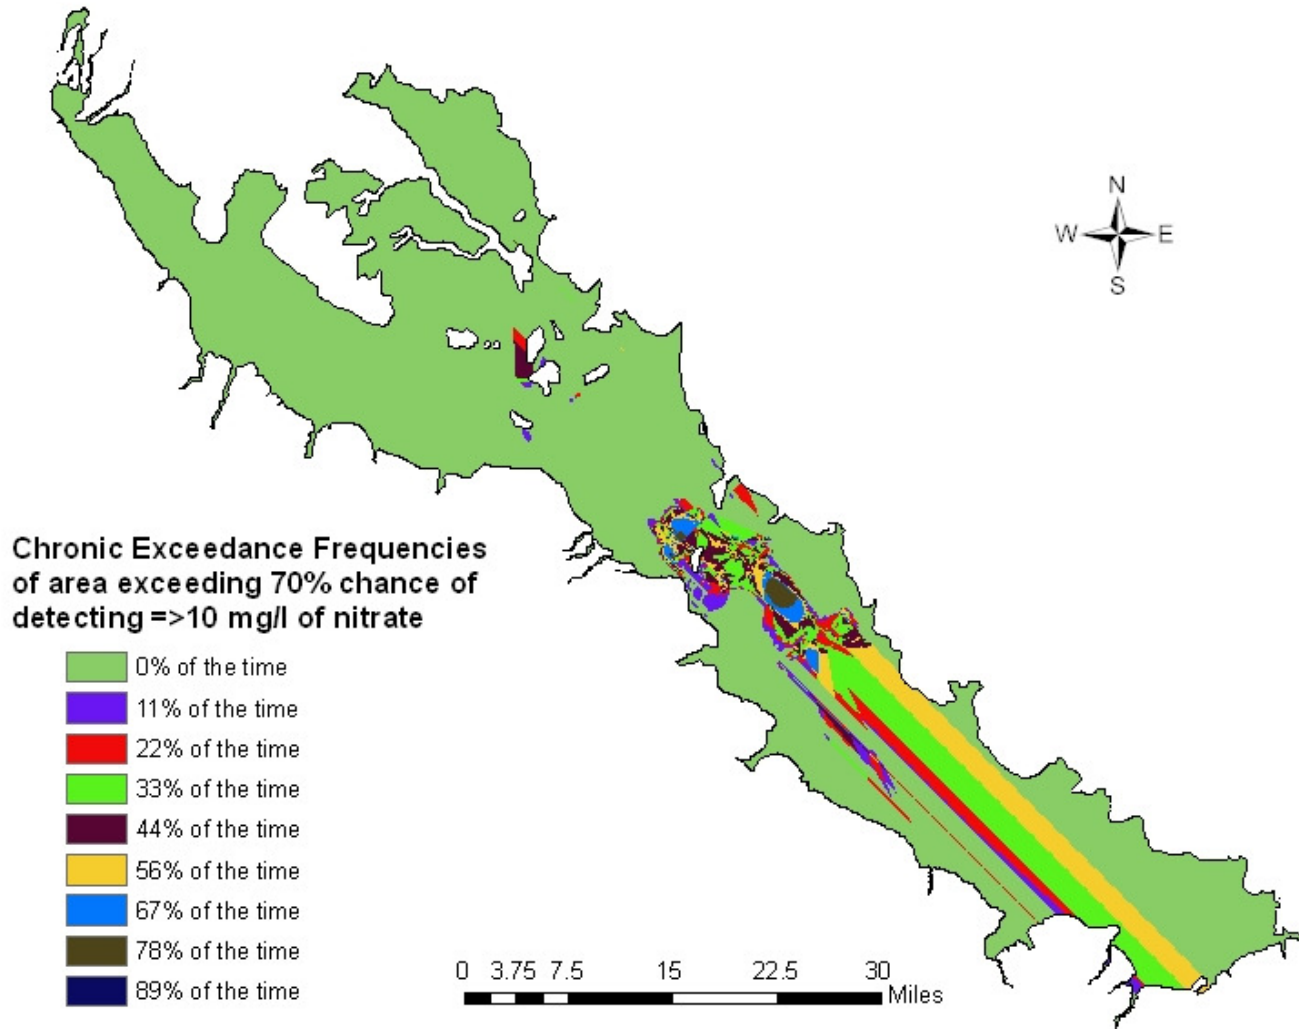 N
W E
S
Chronic Exceedance Frequencies
of area exceeding 70% chance of
detecting =>10 mg/l of nitrate
0% of the time
11% of the time
22% of the time
33% of the time
44% of the time
56% of the time
67% of the time
78% of the time
89% of the time
0 3.75 7.5 15 22.5 30
Miles